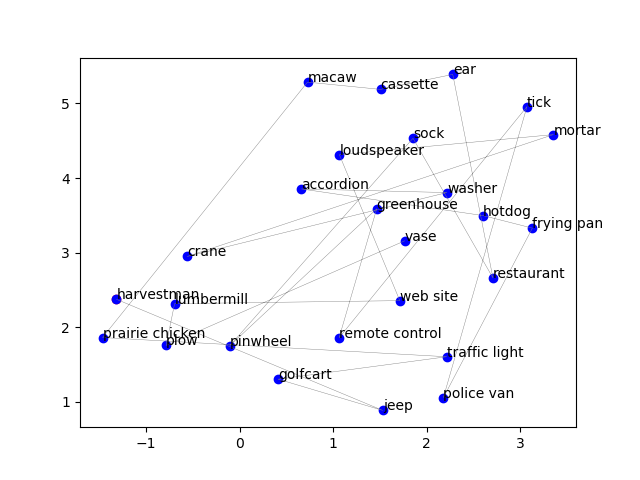 macaw
cassette
ear
tick
mortar
sock
loudspeaker
accordion
washer
greenhouse
hotdog
frying pan
vase
crane
restaurant
harvestman
lumbermill
web site
prairie chicken
plow
pinwheel
remote control
traffic light
golfcart
jeep
police van
5
4
3
2
1
−1
0
1
2
3